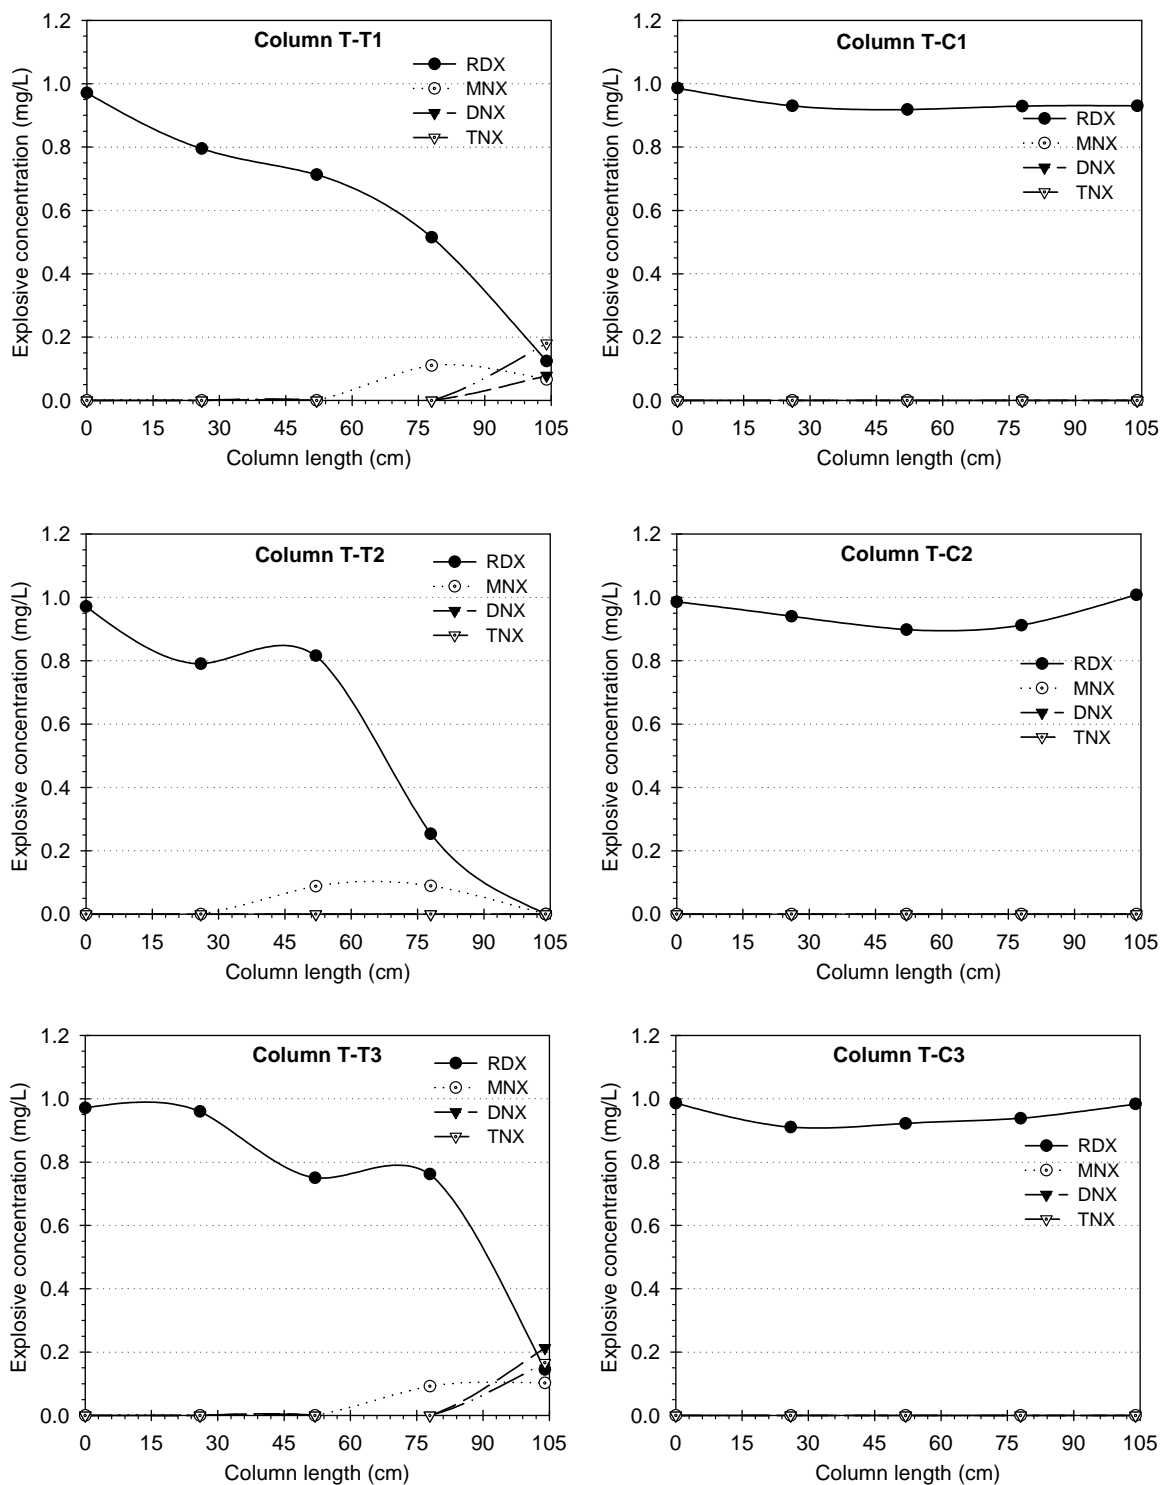 Column T-T1
RDX
MNX
DNX
TNX
Explosive concentration (mg/L)
1.2
1.0
0.8
0.6
0.4
0.2
0.0
0 15 30 45 60 75 90 105
Column length (cm)
Column T-C1
RDX
MNX
DNX
TNX
Explosive concentration (mg/L)
1.2
1.0
0.8
0.6
0.4
0.2
0.0
0 15 30 45 60 75 90 105
Column length (cm)
Column T-T2
RDX
MNX
DNX
TNX
Explosive concentration (mg/L)
1.2
1.0
0.8
0.6
0.4
0.2
0.0
0 15 30 45 60 75 90 105
Column length (cm)
Column T-C2
RDX
MNX
DNX
TNX
Explosive concentration (mg/L)
1.2
1.0
0.8
0.6
0.4
0.2
0.0
0 15 30 45 60 75 90 105
Column length (cm)
Column T-T3
RDX
MNX
DNX
TNX
Explosive concentration (mg/L)
1.2
1.0
0.8
0.6
0.4
0.2
0.0
0 15 30 45 60 75 90 105
Column length (cm)
Column T-C3
RDX
MNX
DNX
TNX
Explosive concentration (mg/L)
1.2
1.0
0.8
0.6
0.4
0.2
0.0
0 15 30 45 60 75 90 105
Column length (cm)